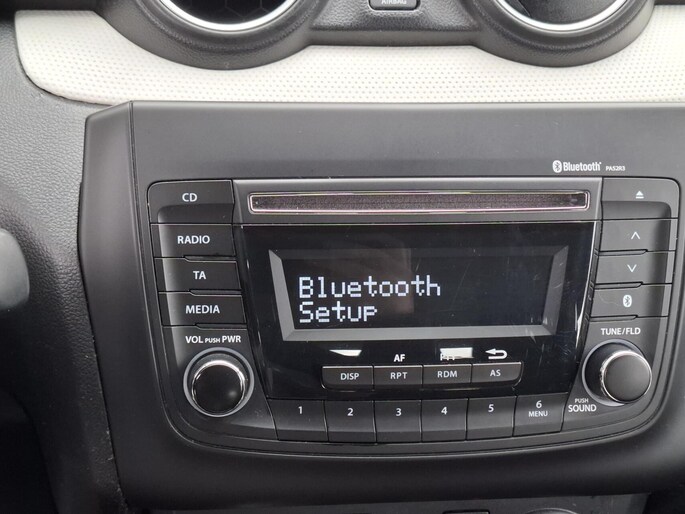 AIRBAG
Bluetooth® PA52R3
CD
RADIO
TA
MEDIA
VOL PUSH PWR
Bluetooth
Setup
TUNE/FLD
AF
DISP RPT RDM AS
1 2 3 4 5 6
MENU
PUSH
SOUND